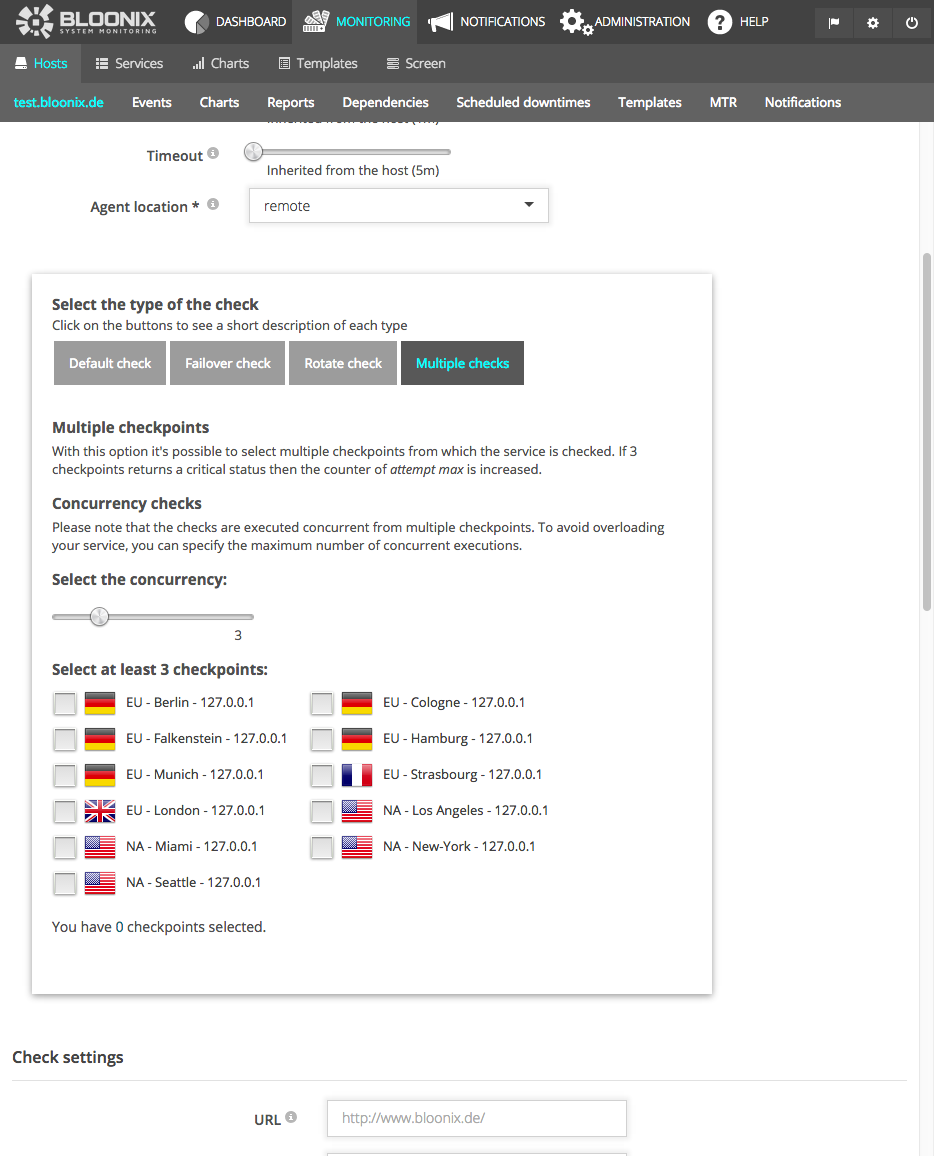 BLOONIX
SYSTEM MONITORING
DASHBOARD
MONITORING
NOTIFICATIONS
ADMINISTRATION
? HELP
Hosts
Services
Charts
Templates
Screen
test.bloonix.de
Events
Charts
Reports
Dependencies
Scheduled downtimes
Templates
MTR
Notifications
Inherited from the host (1m)
Timeout
Inherited from the host (5m)
Agent location *
remote
Select the type of the check
Click on the buttons to see a short description of each type
Default check
Failover check
Rotate check
Multiple checks
Multiple checkpoints
With this option it's possible to select multiple checkpoints from which the service is checked. If 3
checkpoints returns a critical status then the counter of attempt max is increased.
Concurrency checks
Please note that the checks are executed concurrent from multiple checkpoints. To avoid overloading
your service, you can specify the maximum number of concurrent executions.
Select the concurrency:
3
Select at least 3 checkpoints:
EU - Berlin - 127.0.0.1
EU - Cologne - 127.0.0.1
EU - Falkenstein - 127.0.0.1
EU - Hamburg - 127.0.0.1
EU - Munich - 127.0.0.1
EU - Strasbourg - 127.0.0.1
EU - London - 127.0.0.1
NA - Los Angeles - 127.0.0.1
NA - Miami - 127.0.0.1
NA - New-York - 127.0.0.1
NA - Seattle - 127.0.0.1
You have 0 checkpoints selected.
Check settings
URL
http://www.bloonix.de/